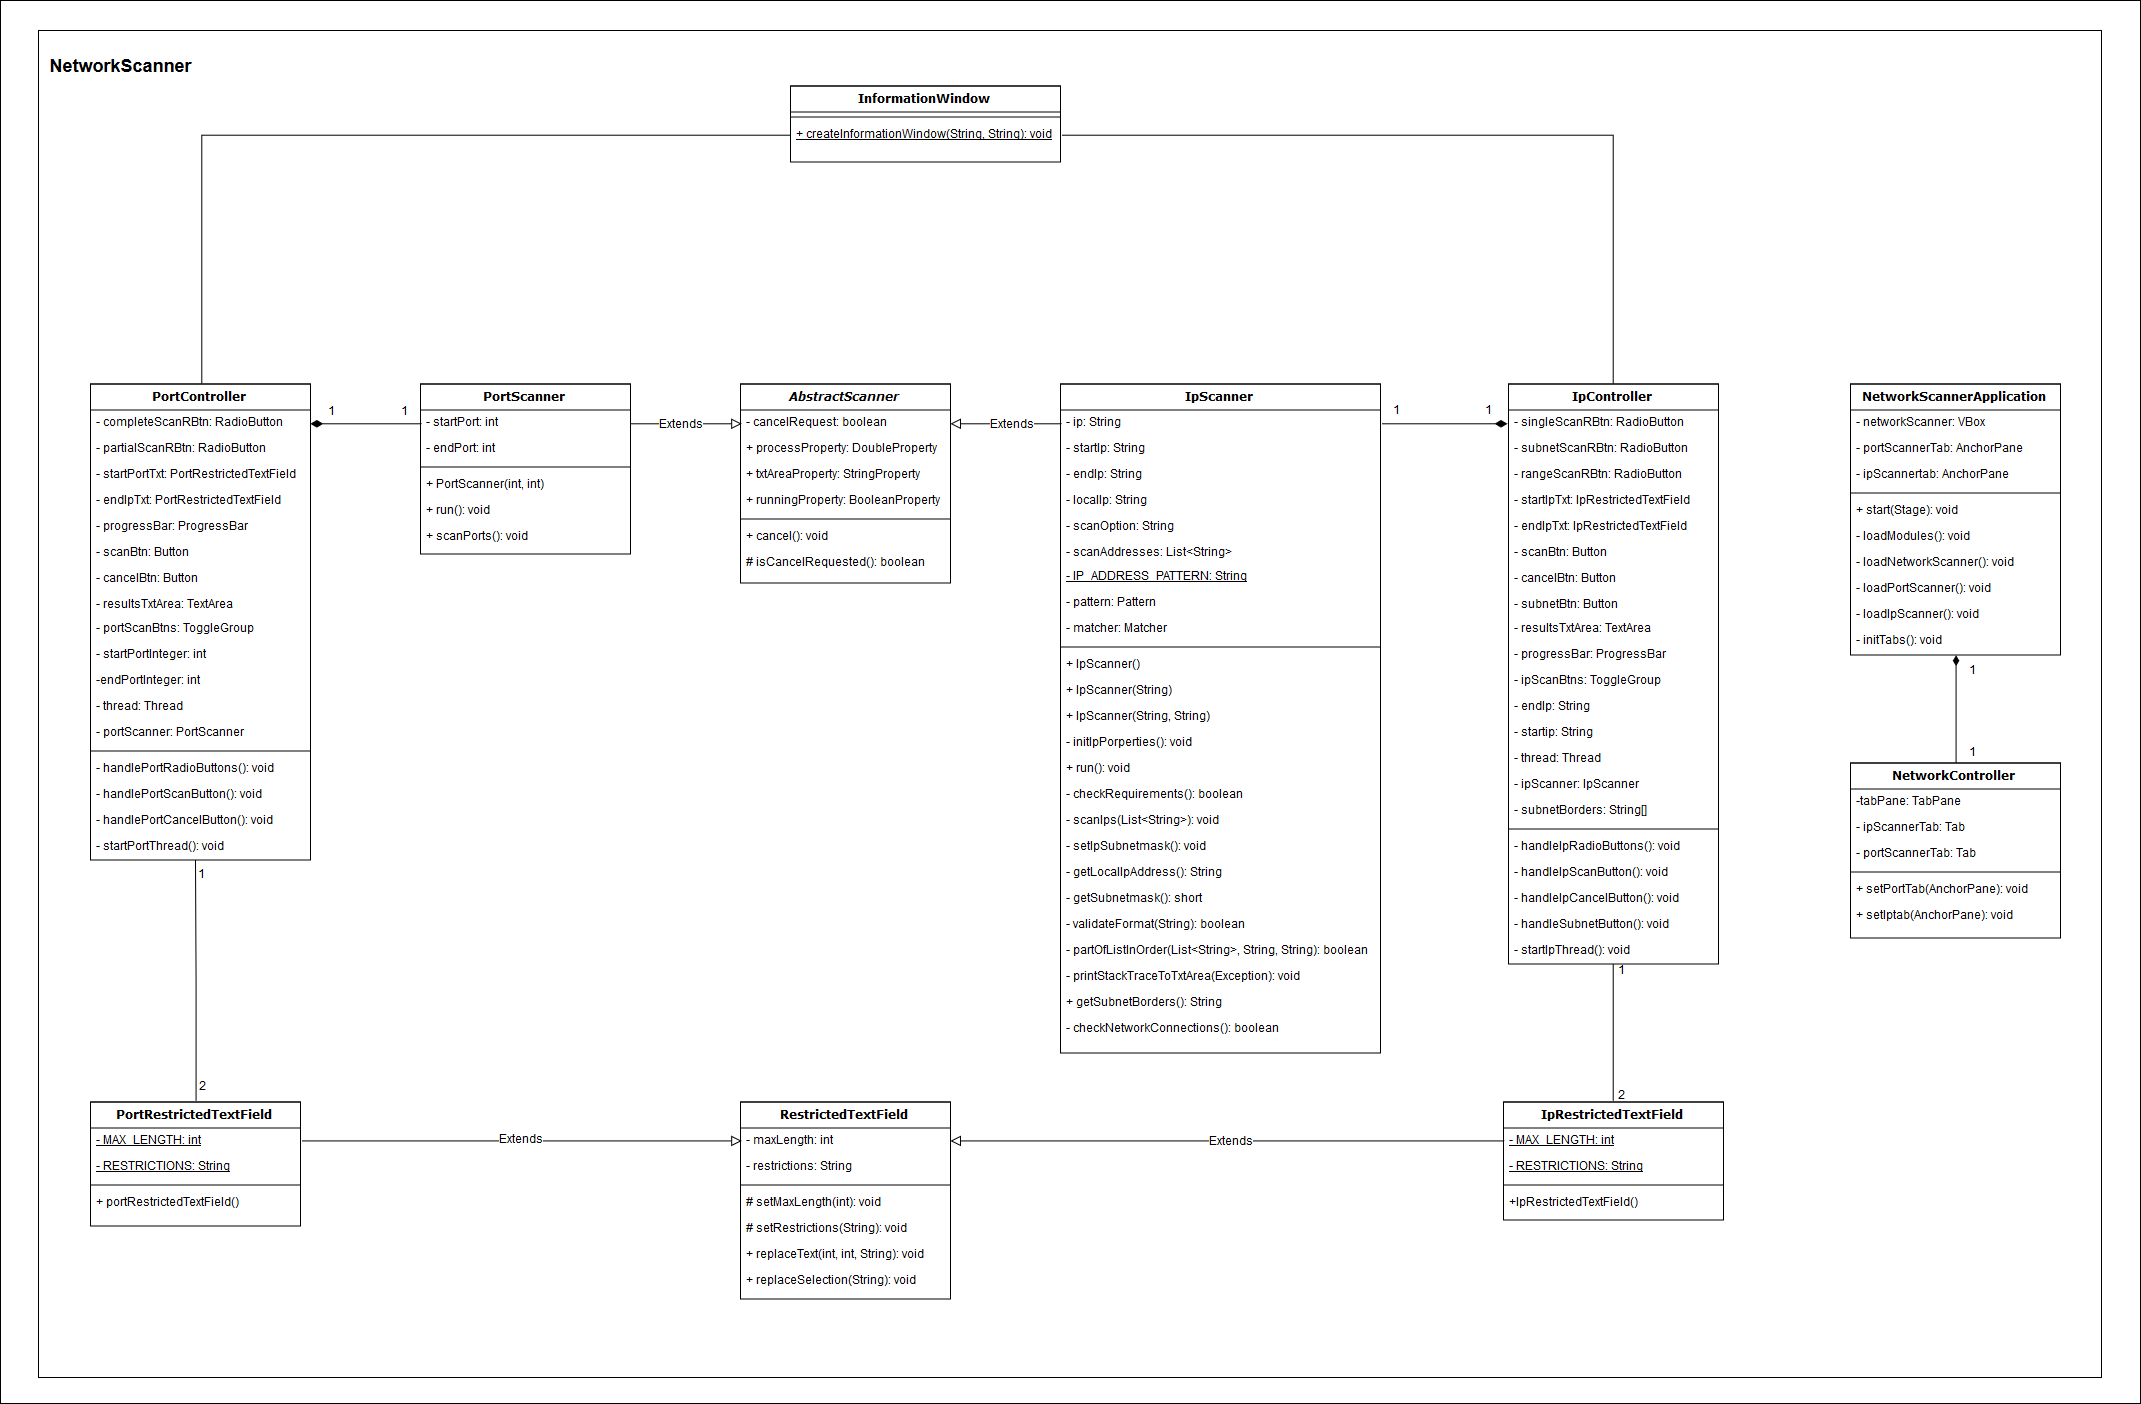 NetworkScanner
InformationWindow
+ createInformationWindow(String, String): void
PortController
- completeScanRBtn: RadioButton
- partialScanRBtn: RadioButton
- startPortTxt: PortRestrictedTextField
- endIpTxt: PortRestrictedTextField
- progressBar: ProgressBar
- scanBtn: Button
- cancelBtn: Button
- resultsTxtArea: TextArea
- portScanBtns: ToggleGroup
- startPortInteger: int
-endPortInteger: int
- thread: Thread
- portScanner: PortScanner
- handlePortRadioButtons(): void
- handlePortScanButton(): void
- handlePortCancelButton(): void
- startPortThread(): void
1
1
PortScanner
- startPort: int
- endPort: int
+ PortScanner(int, int)
+ run(): void
+ scanPorts(): void
Extends
AbstractScanner
- cancelRequest: boolean
+ processProperty: DoubleProperty
+ txtAreaProperty: StringProperty
+ runningProperty: BooleanProperty
+ cancel(): void
# isCancelRequested(): boolean
Extends
IpScanner
- ip: String
- startIp: String
- endIp: String
- localIp: String
- scanOption: String
- scanAddresses: List<String>
- IP_ADDRESS_PATTERN: String
- pattern: Pattern
- matcher: Matcher
+ IpScanner()
+ IpScanner(String)
+ IpScanner(String, String)
- initIpPorperties(): void
+ run(): void
- checkRequirements(): boolean
- scanIps(List<String>): void
- setIpSubnetmask(): void
- getLocalIpAddress(): String
- getSubnetmask(): short
- validateFormat(String): boolean
- partOfListInOrder(List<String>, String, String): boolean
- printStackTraceToTxtArea(Exception): void
+ getSubnetBorders(): String
- checkNetworkConnections(): boolean
1
1
IpController
- singleScanRBtn: RadioButton
- subnetScanRBtn: RadioButton
- rangeScanRBtn: RadioButton
- startIpTxt: IpRestrictedTextField
- endIpTxt: IpRestrictedTextField
- scanBtn: Button
- cancelBtn: Button
- subnetBtn: Button
- resultsTxtArea: TextArea
- progressBar: ProgressBar
- ipScanBtns: ToggleGroup
- endIp: String
- startip: String
- thread: Thread
- ipScanner: IpScanner
- subnetBorders: String[]
- handleIpRadioButtons(): void
- handleIpScanButton(): void
- handleIpCancelButton(): void
- handleSubnetButton(): void
- startIpThread(): void
NetworkScannerApplication
- networkScanner: VBox
- portScannerTab: AnchorPane
- ipScannertab: AnchorPane
+ start(Stage): void
- loadModules(): void
- loadNetworkScanner(): void
- loadPortScanner(): void
- loadIpScanner(): void
- initTabs(): void
1
1
NetworkController
-tabPane: TabPane
- ipScannerTab: Tab
- portScannerTab: Tab
+ setPortTab(AnchorPane): void
+ setIptab(AnchorPane): void
1
2
1
2
PortRestrictedTextField
- MAX_LENGTH: int
- RESTRICTIONS: String
+ portRestrictedTextField()
Extends
RestrictedTextField
- maxLength: int
- restrictions: String
# setMaxLength(int): void
# setRestrictions(String): void
+ replaceText(int, int, String): void
+ replaceSelection(String): void
Extends
IpRestrictedTextField
- MAX_LENGTH: int
- RESTRICTIONS: String
+IpRestrictedTextField()